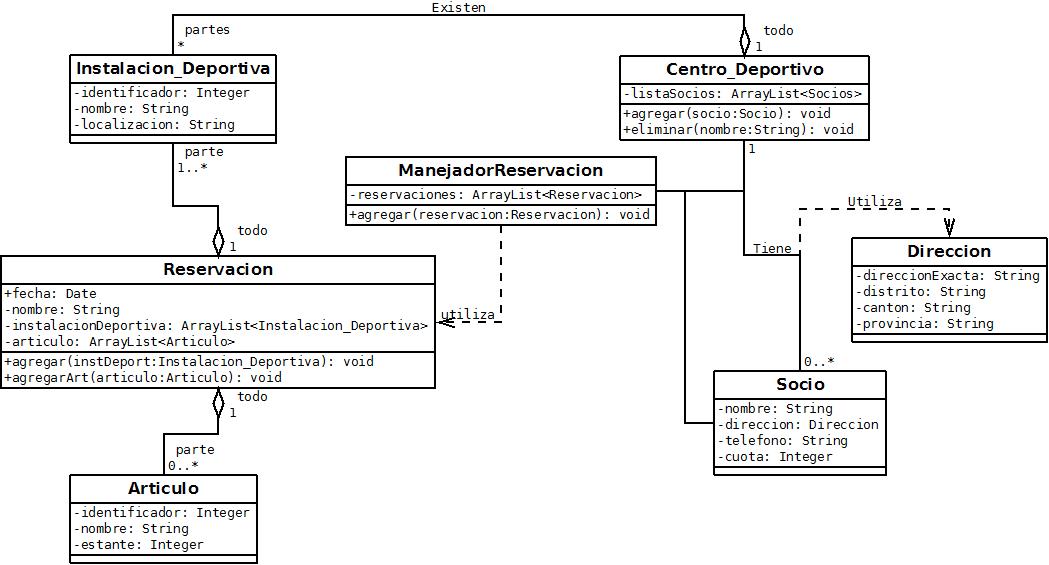 Existen
partes
*
todo
1
Instalacion_Deportiva
-identificador: Integer
-nombre: String
-localizacion: String
Centro_Deportivo
-listaSocios: ArrayList<Socios>
+agregar(socio:Socio): void
+eliminar(nombre:String): void
parte
1..*
1
ManejadorReservacion
-reservaciones: ArrayList<Reservacion>
+agregar(reservacion:Reservacion): void
Utiliza
todo
1
Tiene
Direccion
-direccionExacta: String
-distrito: String
-canton: String
-provincia: String
Reservacion
+fecha: Date
-nombre: String
-instalacionDeportiva: ArrayList<Instalacion_Deportiva>
-articulo: ArrayList<Articulo>
+agregar(instDeport:Instalacion_Deportiva): void
+agregarArt(articulo:Articulo): void
utiliza
0..*
Socio
-nombre: String
-direccion: Direccion
-telefono: String
-cuota: Integer
todo
1
parte
0..*
Articulo
-identificador: Integer
-nombre: String
-estante: Integer